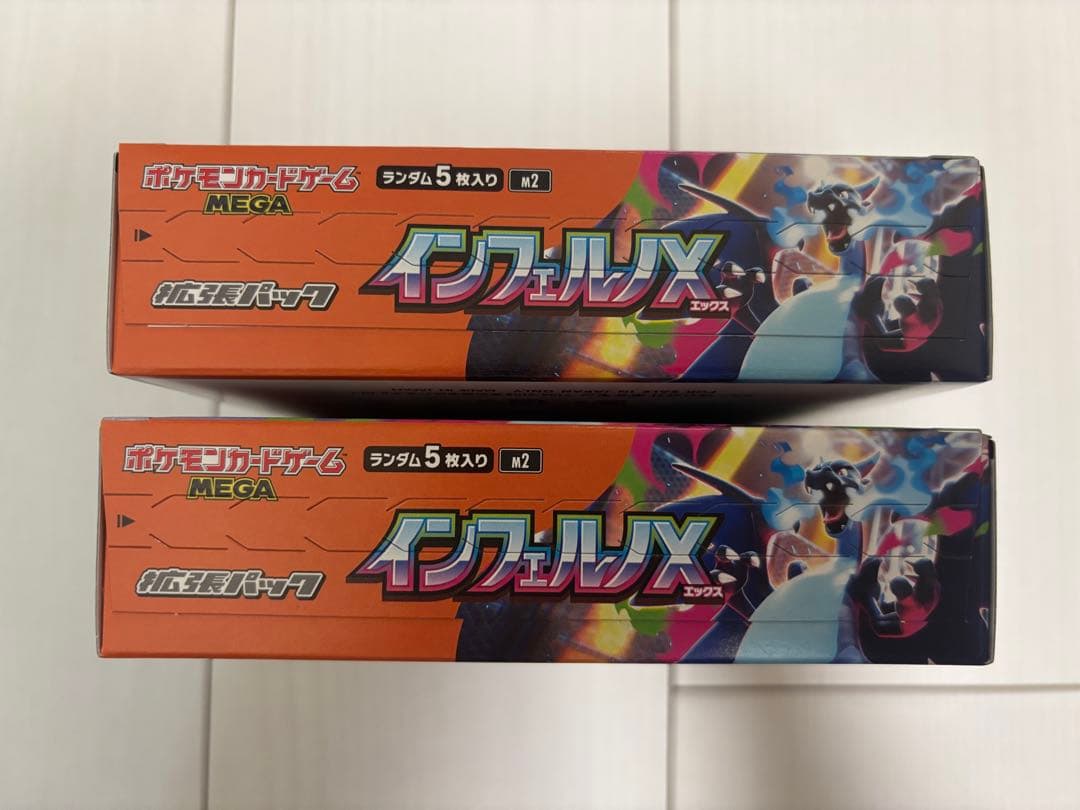 ポケモンカードゲーム
MEGA
ランダム5枚入り
M2
インフェルノX
エックス
拡張パック
ポケモンカードゲーム
MEGA
ランダム5枚入り
M2
インフェルノX
エックス
拡張パック